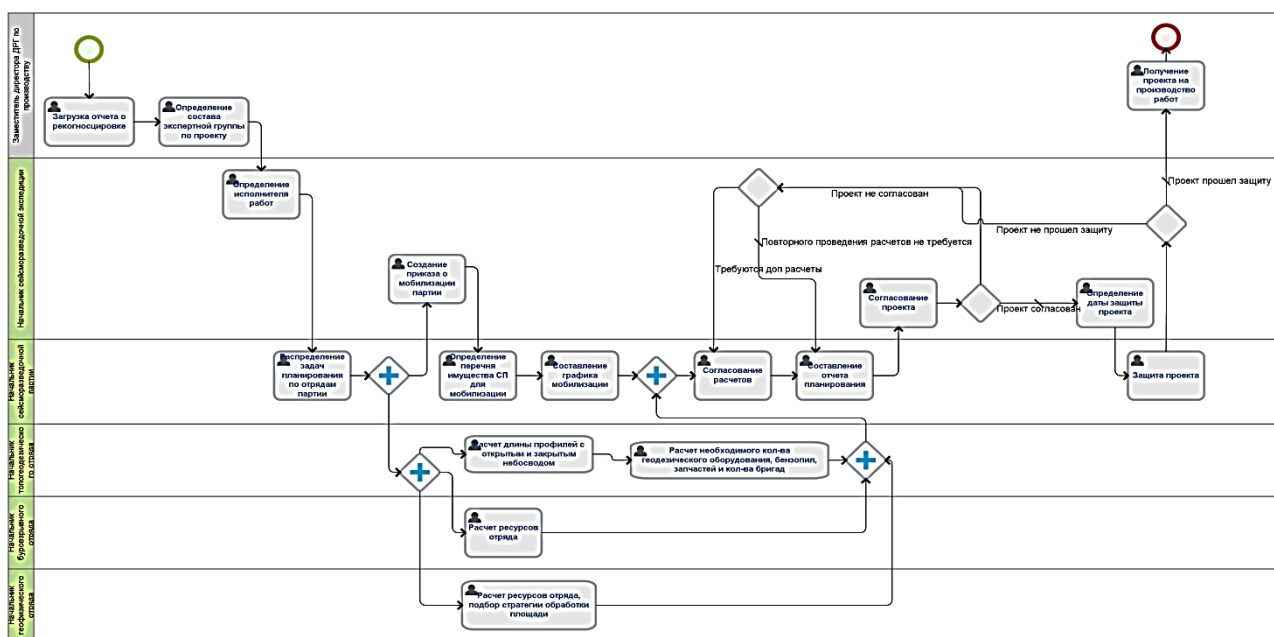 Заместитель директора ДРГ по
производству
Загрузка отчета о
рекогносцировке
Определение
состава
экспертной группы
по проекту
Получение
проекта на
производство
работ
Начальник сейсморазведочной экспедиции
Определение
исполнителя
работ
Создание
приказа о
мобилизации
партии
Проект не согласован
Повторного проведения расчетов не требуется
Требуются доп расчеты
Согласование
проекта
Проект согласован
Проект не прошел защиту
Проект прошел защиту
Определение
даты защиты
проекта
Начальник
сейсморазведочной
партии
Распределение
задач
планирования
по отрядам
партии
Определение
перечня
имущества СП
для
мобилизации
Составление
графика
мобилизации
Согласование
расчетов
Составление
отчета
планирования
Защита проекта
Начальник
топогеодезическо
го отряда
Расчет длины профилей с
открытым и закрытым
небосводом
Расчет необходимого кол-ва
геодезического оборудования, бензопил,
запчастей и кол-ва бригад
Начальник
буровзрывного
отряда
Расчет ресурсов
отряда
Начальник
геофизического
отряда
Расчет ресурсов отряда,
подбор стратегии обработки
площади